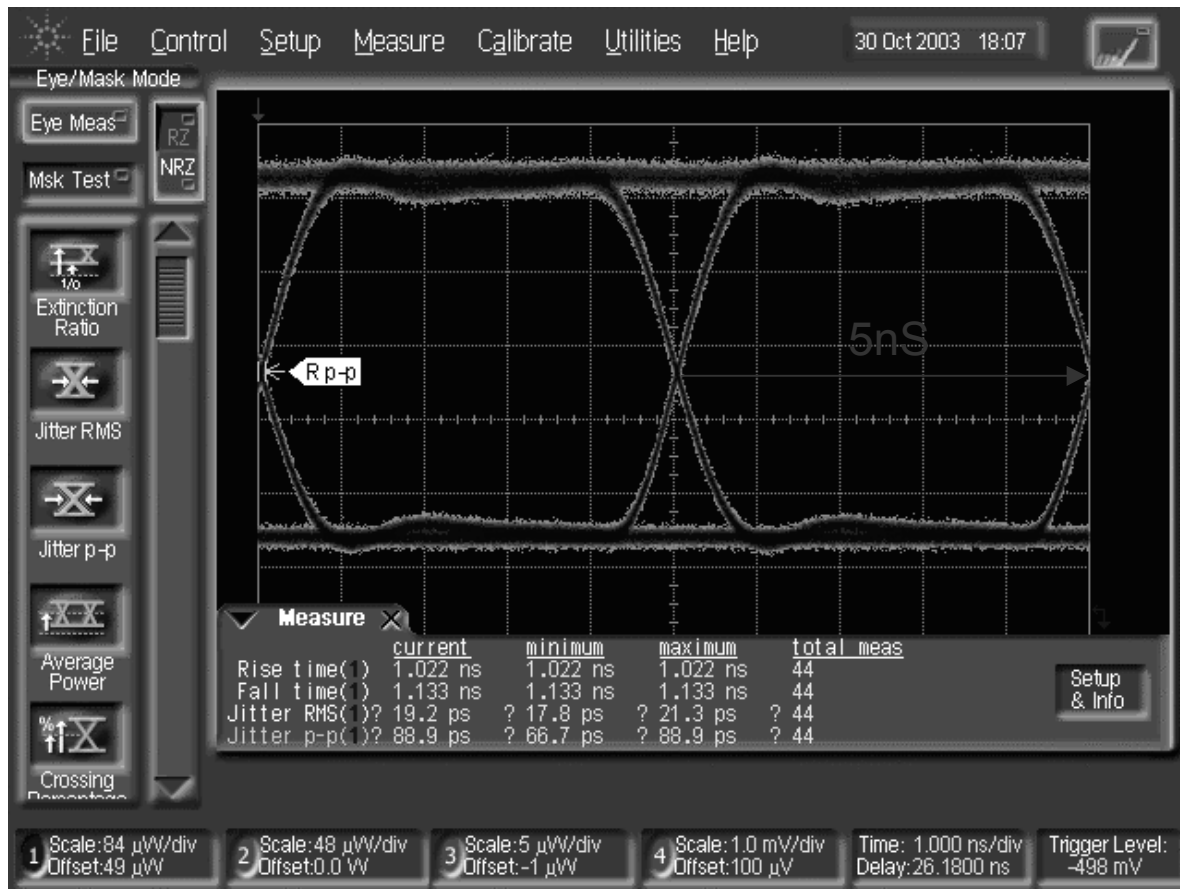 File Control Setup Measure Calibrate Utilities Help 30 Oct 2003 18:07
Eye/Mask Mode
Eye Meas
RZ
NRZ
Msk Test
1/0
Extinction
Ratio
Jitter RMS
Jitter p-p
Average
Power
%
Crossing
Percentage
R p-p
5nS
Measure
current minimum maximum total meas
Rise time(1) 1.022 ns 1.022 ns 1.022 ns 44
Fall time(1) 1.133 ns 1.133 ns 1.133 ns 44
Jitter RMS(1)? 19.2 ps ? 17.8 ps ? 21.3 ps ? 44
Jitter p-p(1)? 88.9 ps ? 66.7 ps ? 88.9 ps ? 44
Setup
& Info
1 Scale:84 µW/div
Offset:49 µW
2 Scale:48 µW/div
Offset:0.0 W
3 Scale:5 µW/div
Offset:-1 µW
4 Scale:1.0 mV/div
Offset:100 µV
Time: 1.000 ns/div
Delay:26.1800 ns
Trigger Level:
-498 mV